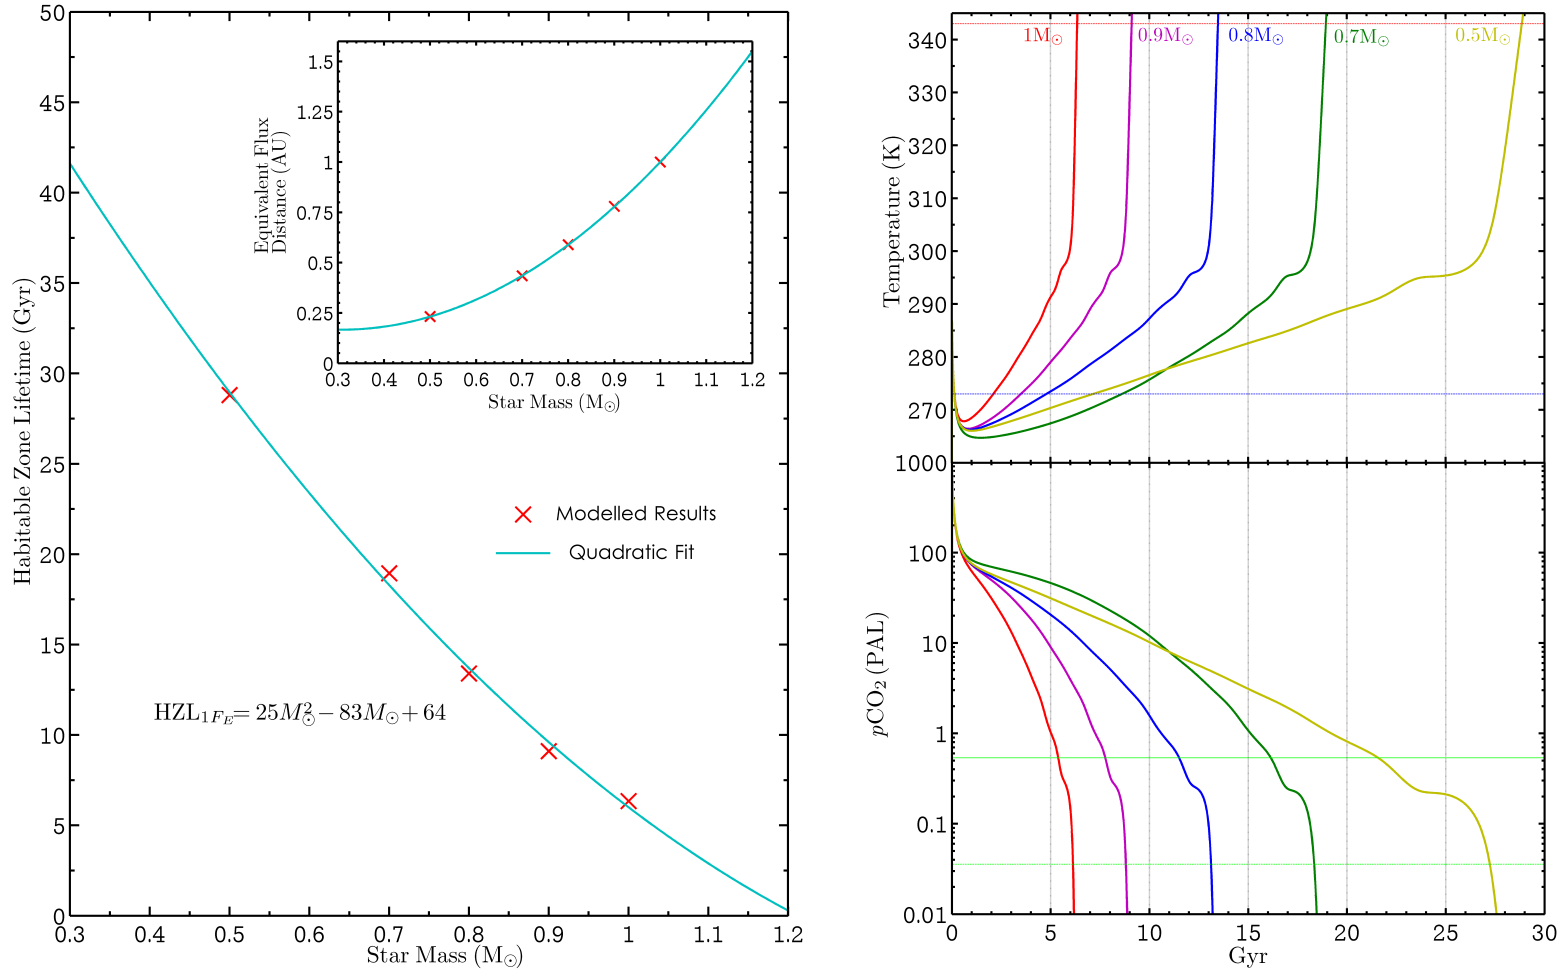 50
45
40
35
30
25
20
15
10
5
0
Habitable Zone Lifetime (Gyr)
0.3 0.4 0.5 0.6 0.7 0.8 0.9 1 1.1 1.2
Star Mass (M☉)
1.5
1.25
1
0.75
0.5
0.25
0
Equivalent Flux
Distance (AU)
0.3 0.4 0.5 0.6 0.7 0.8 0.9 1 1.1 1.2
Star Mass (M☉)
Modelled Results
Quadratic Fit
HZL₁F_E = 25M☉² − 83M☉ + 64
340
330
320
310
300
290
280
270
Temperature (K)
1M☉ 0.9M☉ 0.8M☉ 0.7M☉ 0.5M☉
1000
100
10
1
0.1
0.01
pCO₂ (PAL)
0 5 10 15 20 25 30
Gyr